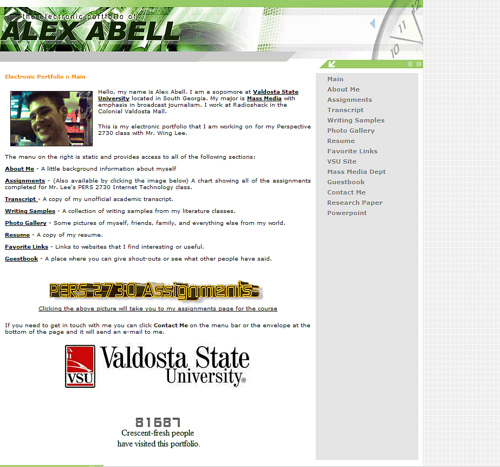 the electronic portfolio of
ALEX ABELL
Electronic Portfolio :: Main
Hello, my name is Alex Abell. I am a sopomore at Valdosta State
University located in South Georgia. My major is Mass Media with
emphasis in broadcast journalism. I work at Radioshack in the
Colonial Valdosta Mall.
This is my electronic portfolio that I am working on for my Perspective
2730 class with Mr. Wing Lee.
The menu on the right is static and provides access to all of the following sections:
About Me - A little background information about myself
Assignments - (Also available by clicking the image below) A chart showing all of the assignments
completed for Mr. Lee's PERS 2730 Internet Technology class.
Transcript - A copy of my unofficial academic transcript.
Writing Samples - A collection of writing samples from my literature classes.
Photo Gallery - Some pictures of myself, friends, family, and everything else from my world.
Resume - A copy of my resume.
Favorite Links - Links to websites that I find interesting or useful.
Guestbook - A place where you can give shout-outs or see what other people have said.
PERS 2730 Assignments
Clicking the above picture will take you to my assignments page for the course
If you need to get in touch with me you can click Contact Me on the menu bar or the envelope at the
bottom of the page and it will send an e-mail to me.
VSU
Valdosta State
University®
81687
Crescent-fresh people
have visited this portfolio.
Main
About Me
Assignments
Transcript
Writing Samples
Photo Gallery
Resume
Favorite Links
VSU Site
Mass Media Dept
Guestbook
Contact Me
Research Paper
Powerpoint